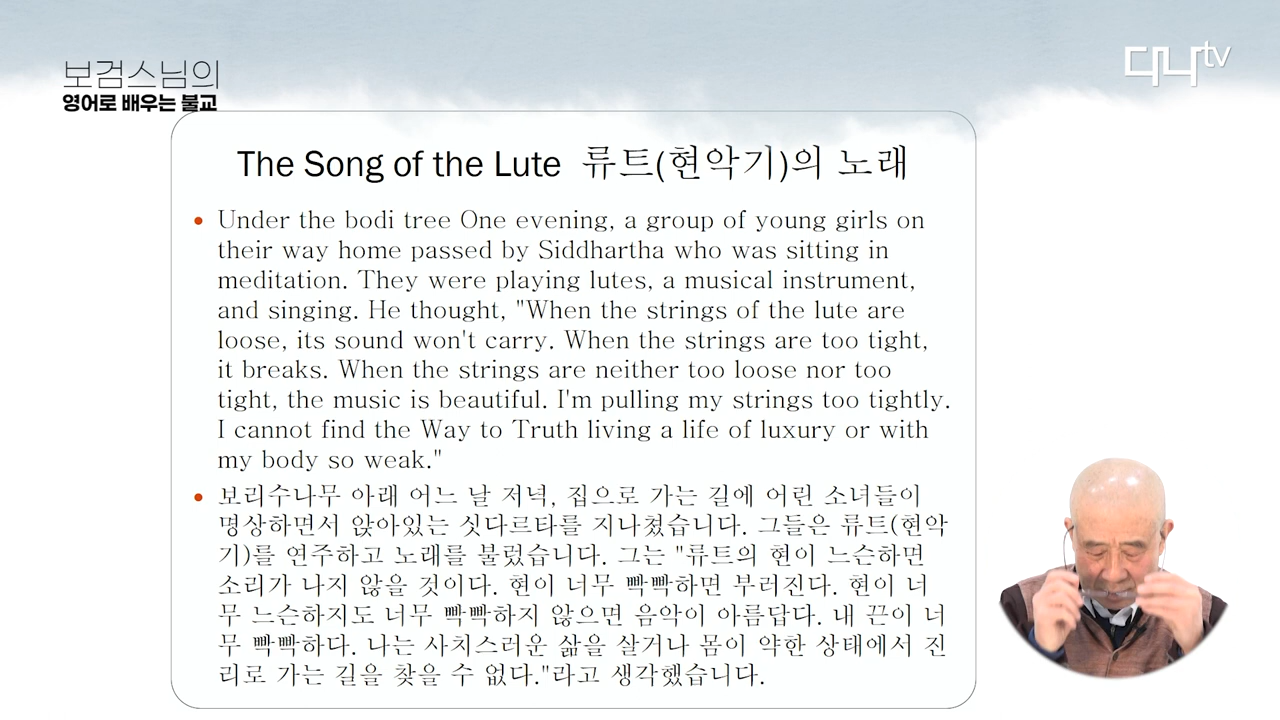 보검스님의
영어로 배우는 불교
디나tv
The Song of the Lute 류트(현악기)의 노래
• Under the bodi tree One evening, a group of young girls on
their way home passed by Siddhartha who was sitting in
meditation. They were playing lutes, a musical instrument,
and singing. He thought, "When the strings of the lute are
loose, its sound won't carry. When the strings are too tight,
it breaks. When the strings are neither too loose nor too
tight, the music is beautiful. I'm pulling my strings too tightly.
I cannot find the Way to Truth living a life of luxury or with
my body so weak."
• 보리수나무 아래 어느 날 저녁, 집으로 가는 길에 어린 소녀들이
명상하면서 앉아있는 싯다르타를 지나쳤습니다. 그들은 류트(현악
기)를 연주하고 노래를 불렀습니다. 그는 "류트의 현이 느슨하면
소리가 나지 않을 것이다. 현이 너무 빡빡하면 부러진다. 현이 너
무 느슨하지도 너무 빡빡하지 않으면 음악이 아름답다. 내 끈이 너
무 빡빡하다. 나는 사치스러운 삶을 살거나 몸이 약한 상태에서 진
리로 가는 길을 찾을 수 없다."라고 생각했습니다.